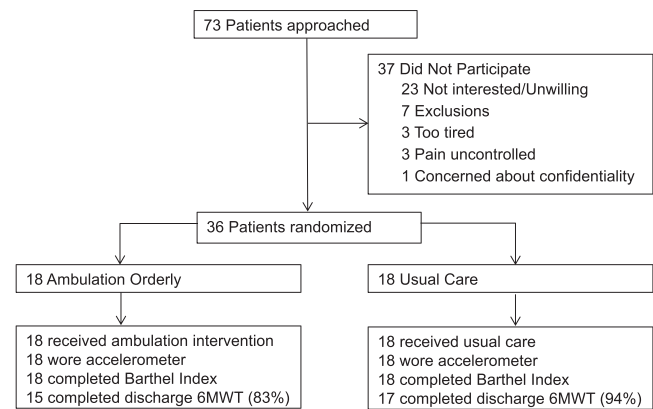 73 Patients approached
37 Did Not Participate
23 Not interested/Unwilling
7 Exclusions
3 Too tired
3 Pain uncontrolled
1 Concerned about confidentiality
36 Patients randomized
18 Ambulation Orderly
18 Usual Care
18 received ambulation intervention
18 wore accelerometer
18 completed Barthel Index
15 completed discharge 6MWT (83%)
18 received usual care
18 wore accelerometer
18 completed Barthel Index
17 completed discharge 6MWT (94%)